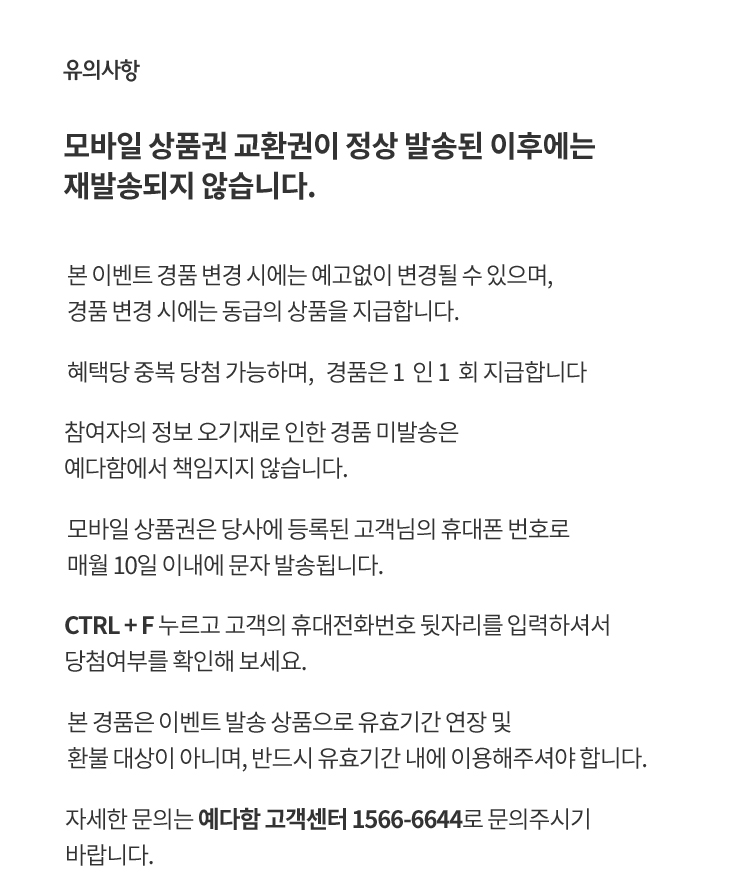 유의사항
모바일 상품권 교환권이 정상 발송된 이후에는
재발송되지 않습니다.
본 이벤트 경품 변경 시에는 예고없이 변경될 수 있으며,
경품 변경 시에는 동급의 상품을 지급합니다.
혜택당 중복 당첨 가능하며, 경품은 1 인 1 회 지급합니다
참여자의 정보 오기재로 인한 경품 미발송은
예다함에서 책임지지 않습니다.
모바일 상품권은 당사에 등록된 고객님의 휴대폰 번호로
매월 10일 이내에 문자 발송됩니다.
CTRL + F 누르고 고객의 휴대전화번호 뒷자리를 입력하셔서
당첨여부를 확인해 보세요.
본 경품은 이벤트 발송 상품으로 유효기간 연장 및
환불 대상이 아니며, 반드시 유효기간 내에 이용해주셔야 합니다.
자세한 문의는 예다함 고객센터 1566-6644로 문의주시기
바랍니다.